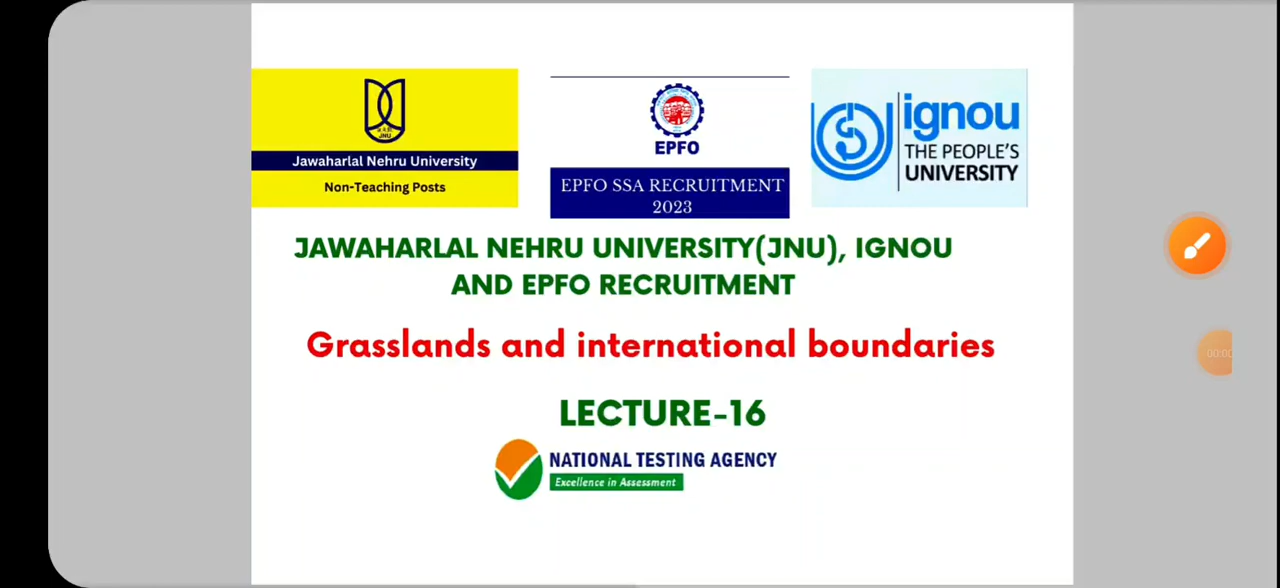 JNU
Jawaharlal Nehru University
Non-Teaching Posts
EPFO
EPFO SSA RECRUITMENT
2023
ignou
THE PEOPLE'S
UNIVERSITY
JAWAHARLAL NEHRU UNIVERSITY(JNU), IGNOU
AND EPFO RECRUITMENT
Grasslands and international boundaries
LECTURE-16
NATIONAL TESTING AGENCY
Excellence in Assessment